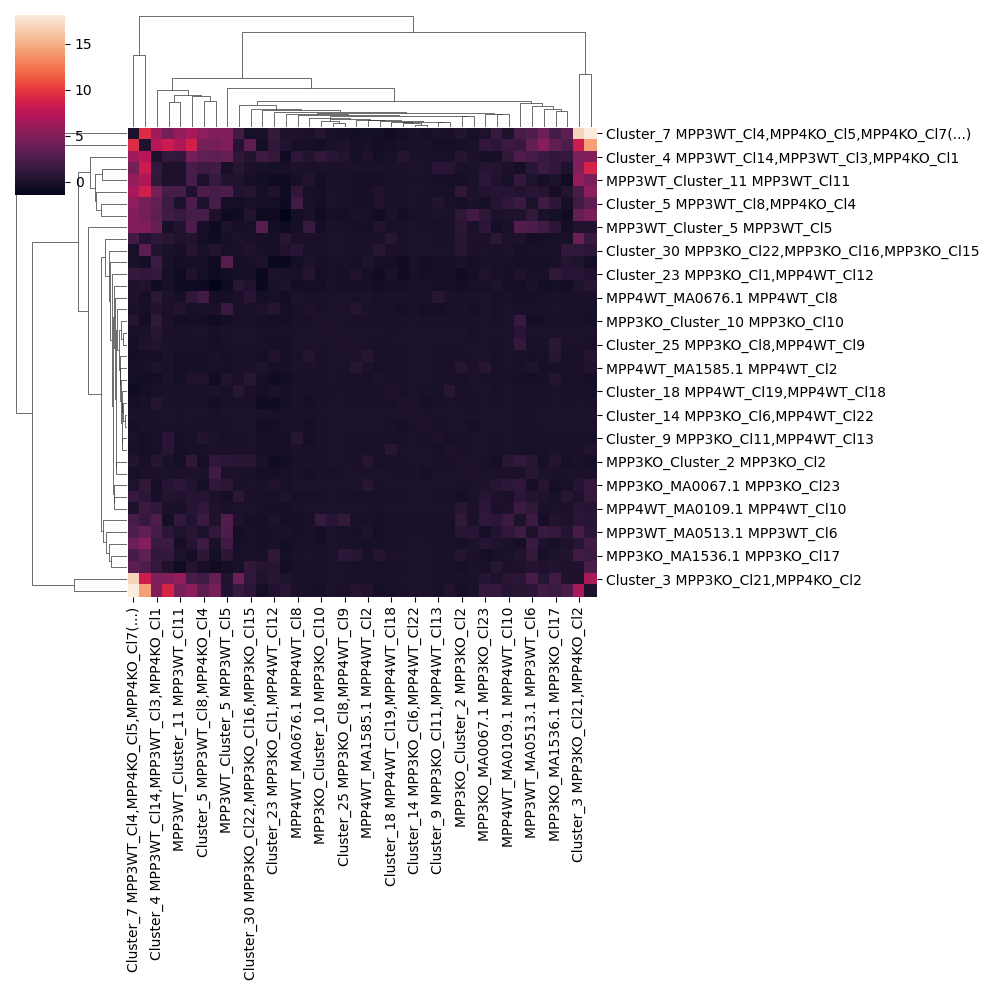 15
10
5
0
Cluster_7 MPP3WT_Cl4,MPP4KO_Cl5,MPP4KO_Cl7(...)
Cluster_4 MPP3WT_Cl14,MPP3WT_Cl3,MPP4KO_Cl1
MPP3WT_Cluster_11 MPP3WT_Cl11
Cluster_5 MPP3WT_Cl8,MPP4KO_Cl4
MPP3WT_Cluster_5 MPP3WT_Cl5
Cluster_30 MPP3KO_Cl22,MPP3KO_Cl16,MPP3KO_Cl15
Cluster_23 MPP3KO_Cl1,MPP4WT_Cl12
MPP4WT_MA0676.1 MPP4WT_Cl8
MPP3KO_Cluster_10 MPP3KO_Cl10
Cluster_25 MPP3KO_Cl8,MPP4WT_Cl9
MPP4WT_MA1585.1 MPP4WT_Cl2
Cluster_18 MPP4WT_Cl19,MPP4WT_Cl18
Cluster_14 MPP3KO_Cl6,MPP4WT_Cl22
Cluster_9 MPP3KO_Cl11,MPP4WT_Cl13
MPP3KO_Cluster_2 MPP3KO_Cl2
MPP3KO_MA0067.1 MPP3KO_Cl23
MPP4WT_MA0109.1 MPP4WT_Cl10
MPP3WT_MA0513.1 MPP3WT_Cl6
MPP3KO_MA1536.1 MPP3KO_Cl17
Cluster_3 MPP3KO_Cl21,MPP4KO_Cl2
Cluster_7 MPP3WT_Cl4,MPP4KO_Cl5,MPP4KO_Cl7(...)
Cluster_4 MPP3WT_Cl14,MPP3WT_Cl3,MPP4KO_Cl1
MPP3WT_Cluster_11 MPP3WT_Cl11
Cluster_5 MPP3WT_Cl8,MPP4KO_Cl4
MPP3WT_Cluster_5 MPP3WT_Cl5
Cluster_30 MPP3KO_Cl22,MPP3KO_Cl16,MPP3KO_Cl15
Cluster_23 MPP3KO_Cl1,MPP4WT_Cl12
MPP4WT_MA0676.1 MPP4WT_Cl8
MPP3KO_Cluster_10 MPP3KO_Cl10
Cluster_25 MPP3KO_Cl8,MPP4WT_Cl9
MPP4WT_MA1585.1 MPP4WT_Cl2
Cluster_18 MPP4WT_Cl19,MPP4WT_Cl18
Cluster_14 MPP3KO_Cl6,MPP4WT_Cl22
Cluster_9 MPP3KO_Cl11,MPP4WT_Cl13
MPP3KO_Cluster_2 MPP3KO_Cl2
MPP3KO_MA0067.1 MPP3KO_Cl23
MPP4WT_MA0109.1 MPP4WT_Cl10
MPP3WT_MA0513.1 MPP3WT_Cl6
MPP3KO_MA1536.1 MPP3KO_Cl17
Cluster_3 MPP3KO_Cl21,MPP4KO_Cl2